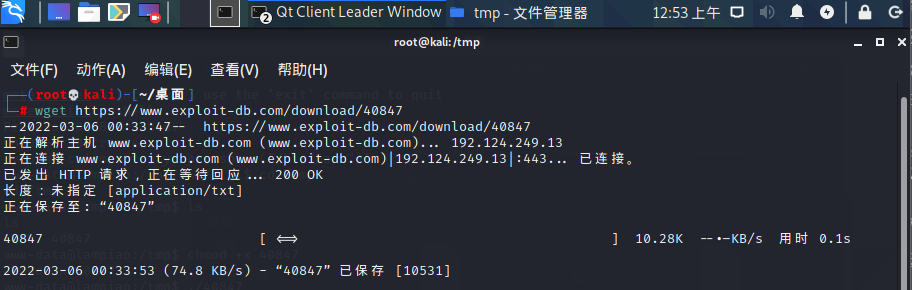 2 Qt Client Leader Window tmp - 文件管理器 12:53 上午
root@kali: /tmp
文件(F) 动作(A) 编辑(E) 查看(V) 帮助(H)
(root💀kali)-[~/桌面]
# wget https://www.exploit-db.com/download/40847
--2022-03-06 00:33:47-- https://www.exploit-db.com/download/40847
正在解析主机 www.exploit-db.com (www.exploit-db.com)... 192.124.249.13
正在连接 www.exploit-db.com (www.exploit-db.com)|192.124.249.13|:443... 已连接。
已发出 HTTP 请求，正在等待回应... 200 OK
长度：未指定 [application/txt]
正在保存至: “40847”
40847 [ <=> ] 10.28K --•-KB/s 用时 0.1s
2022-03-06 00:33:53 (74.8 KB/s) - “40847” 已保存 [10531]